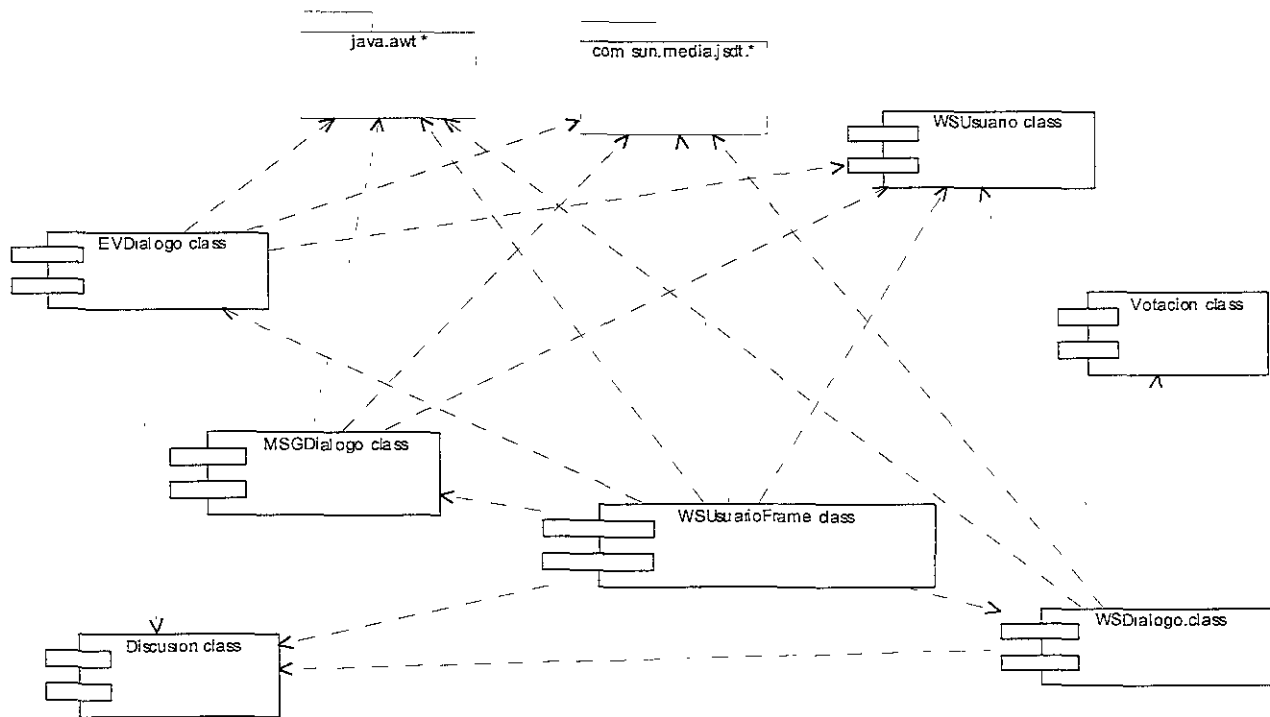 java.awt *
com sun.media.jsdt.*
WSUsuario class
EVDialogo class
Votacion class
MSGDialogo class
WSUsuarioFrame class
WSDialogo.class
Discusion class